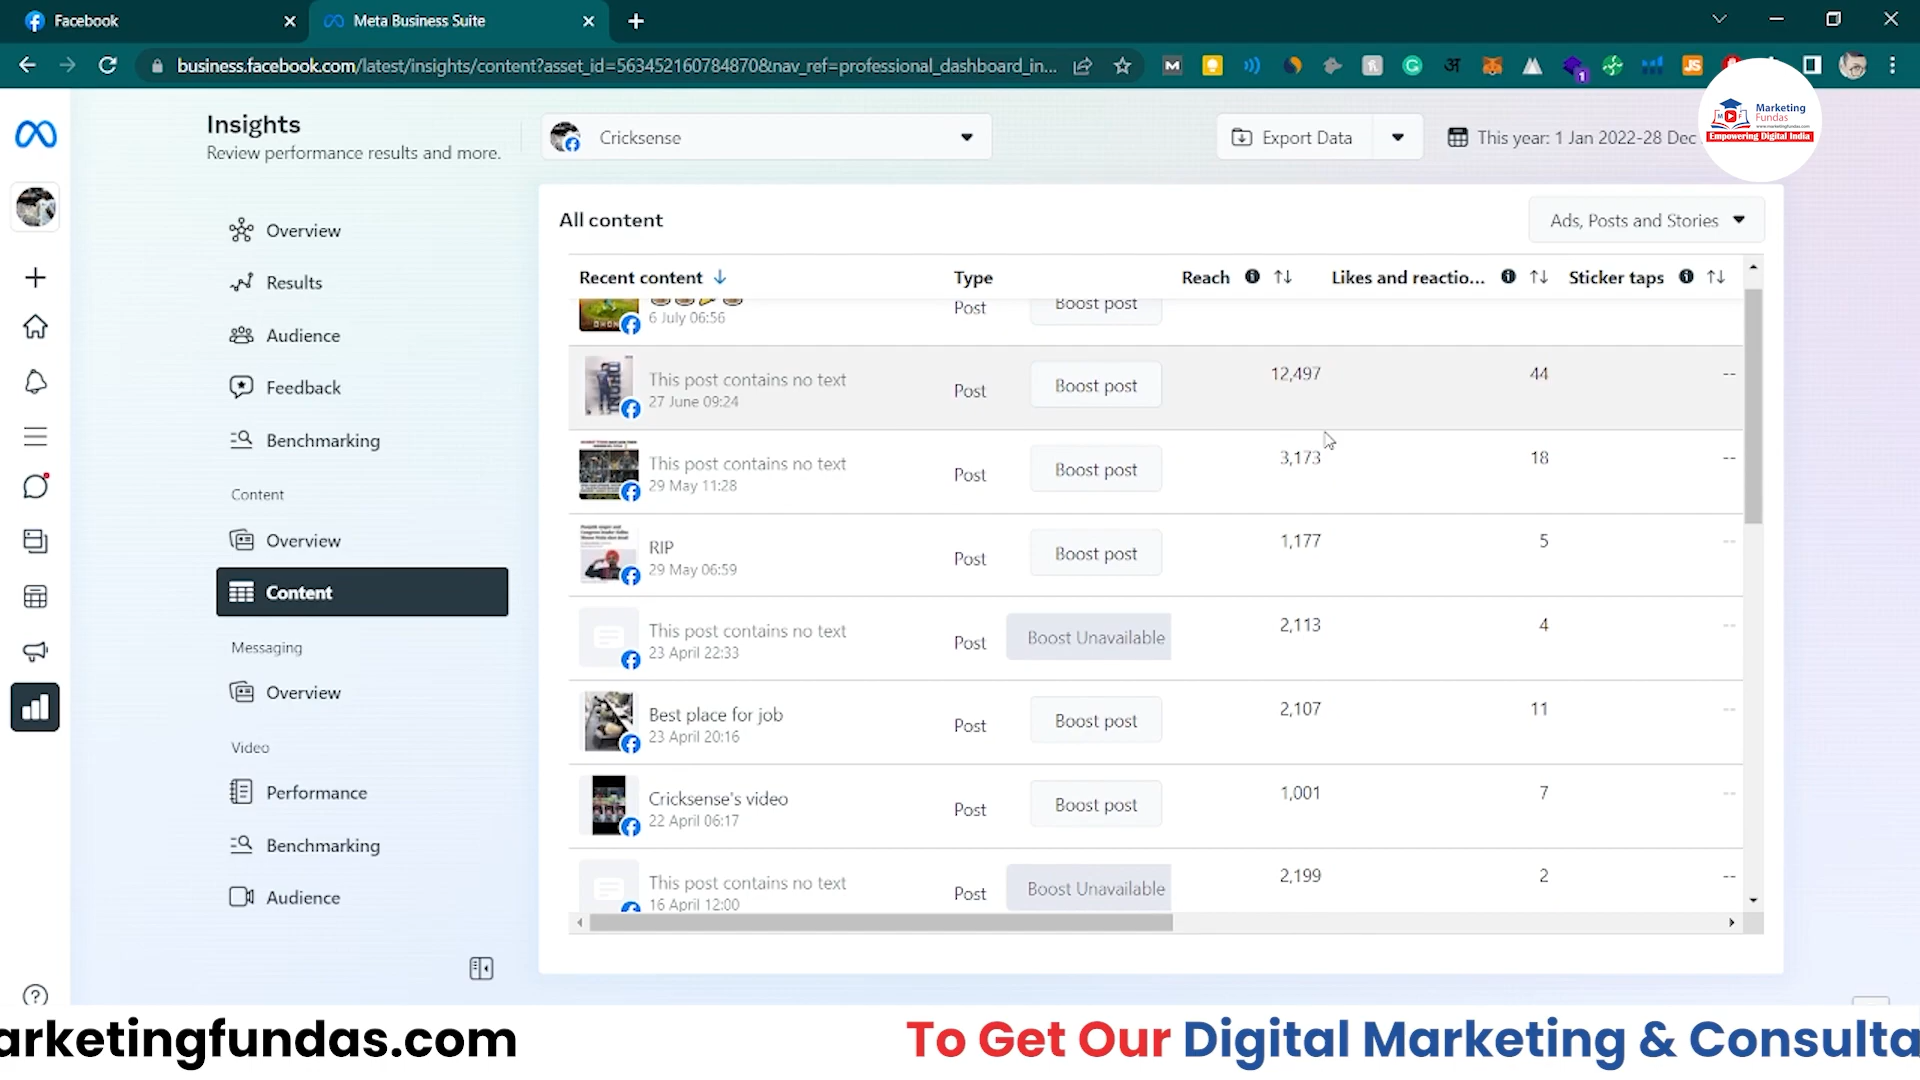 Facebook
Meta Business Suite
business.facebook.com/latest/insights/content?asset_id=563452160784870&nav_ref=professional_dashboard_in...
Marketing
Fundas
www.marketingfundas.com
Empowering Digital India
Insights
Review performance results and more.
Cricksense
Export Data
This year: 1 Jan 2022-28 Dec
Overview
Results
Audience
Feedback
Benchmarking
Content
Overview
Content
Messaging
Overview
Video
Performance
Benchmarking
Audience
All content
Ads, Posts and Stories
Recent content Type Reach Likes and reactio... Sticker taps
6 July 06:56 Post Boost post
This post contains no text
27 June 09:24 Post Boost post 12,497 44 --
This post contains no text
29 May 11:28 Post Boost post 3,173 18 --
RIP
29 May 06:59 Post Boost post 1,177 5 --
This post contains no text
23 April 22:33 Post Boost Unavailable 2,113 4 --
Best place for job
23 April 20:16 Post Boost post 2,107 11 --
Cricksense's video
22 April 06:17 Post Boost post 1,001 7 --
This post contains no text
16 April 12:00 Post Boost Unavailable 2,199 2 --
arketingfundas.com To Get Our Digital Marketing & Consulta